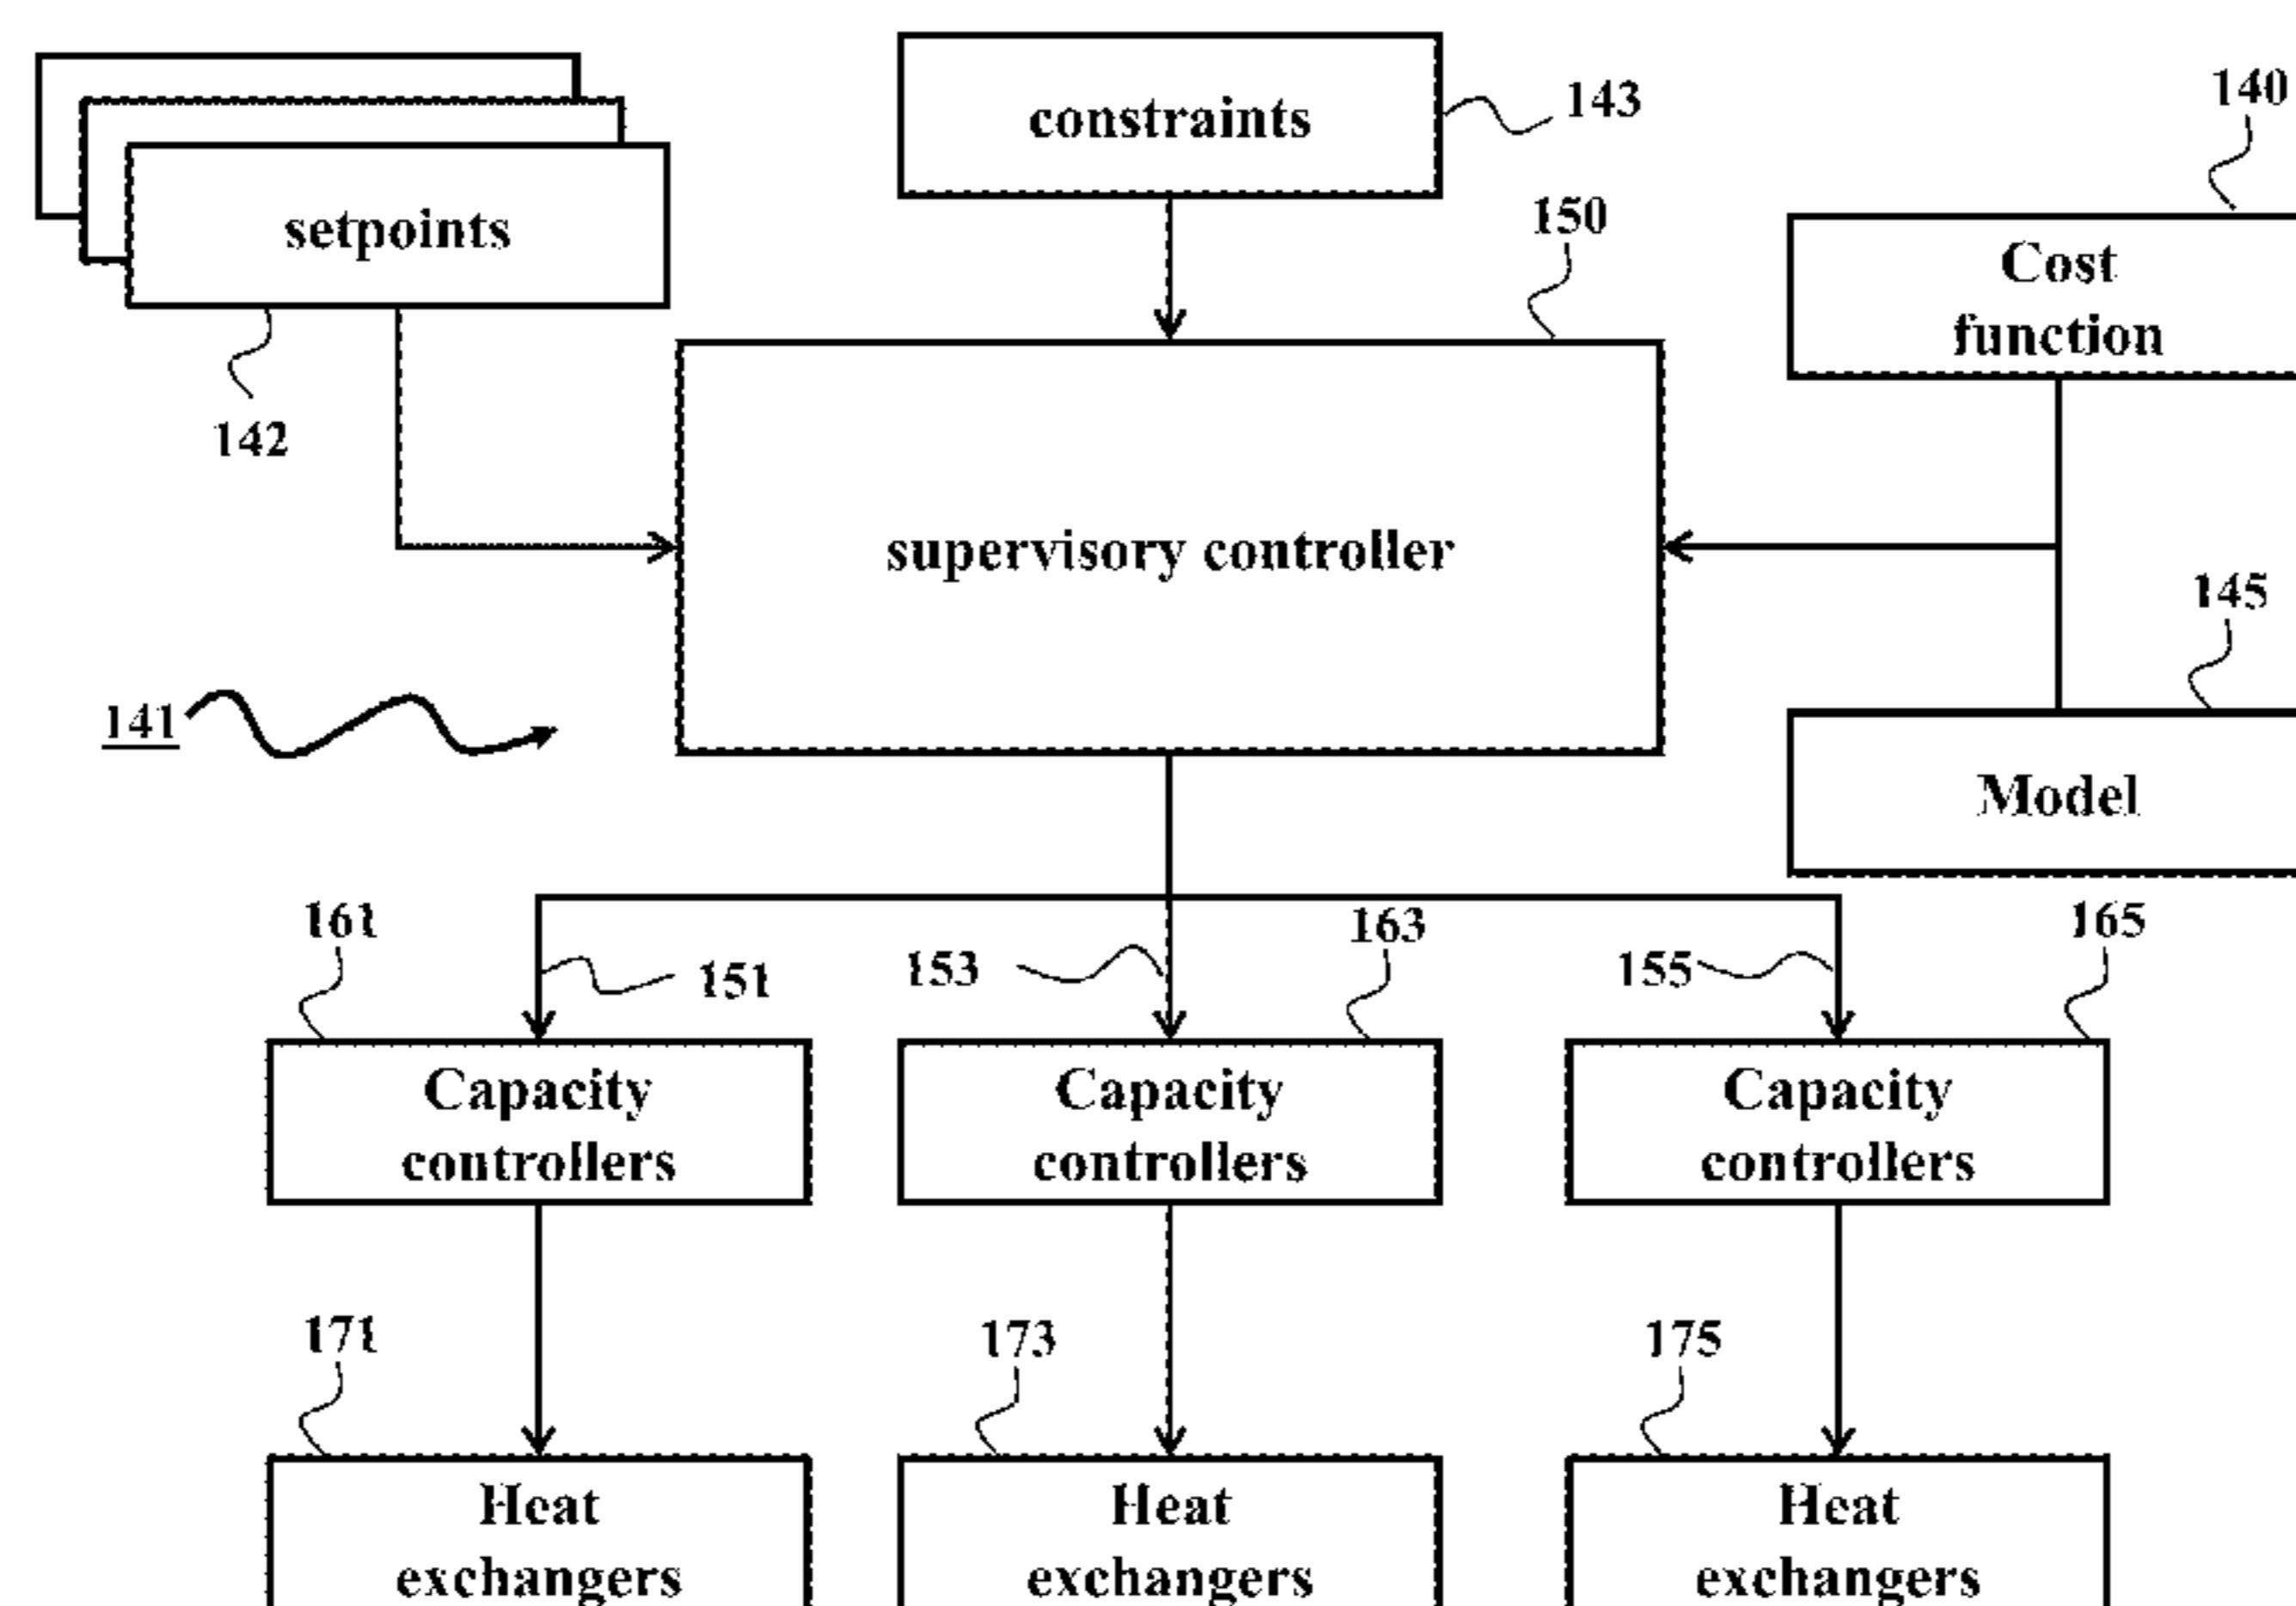 140
constraints
143
150
setpoints
Cost
function
142
supervisory controller
145
141
Model
161
163
165
151
153
155
Capacity
controllers
Capacity
controllers
Capacity
controllers
171
173
175
Heat
exchangers
Heat
exchangers
Heat
exchangers